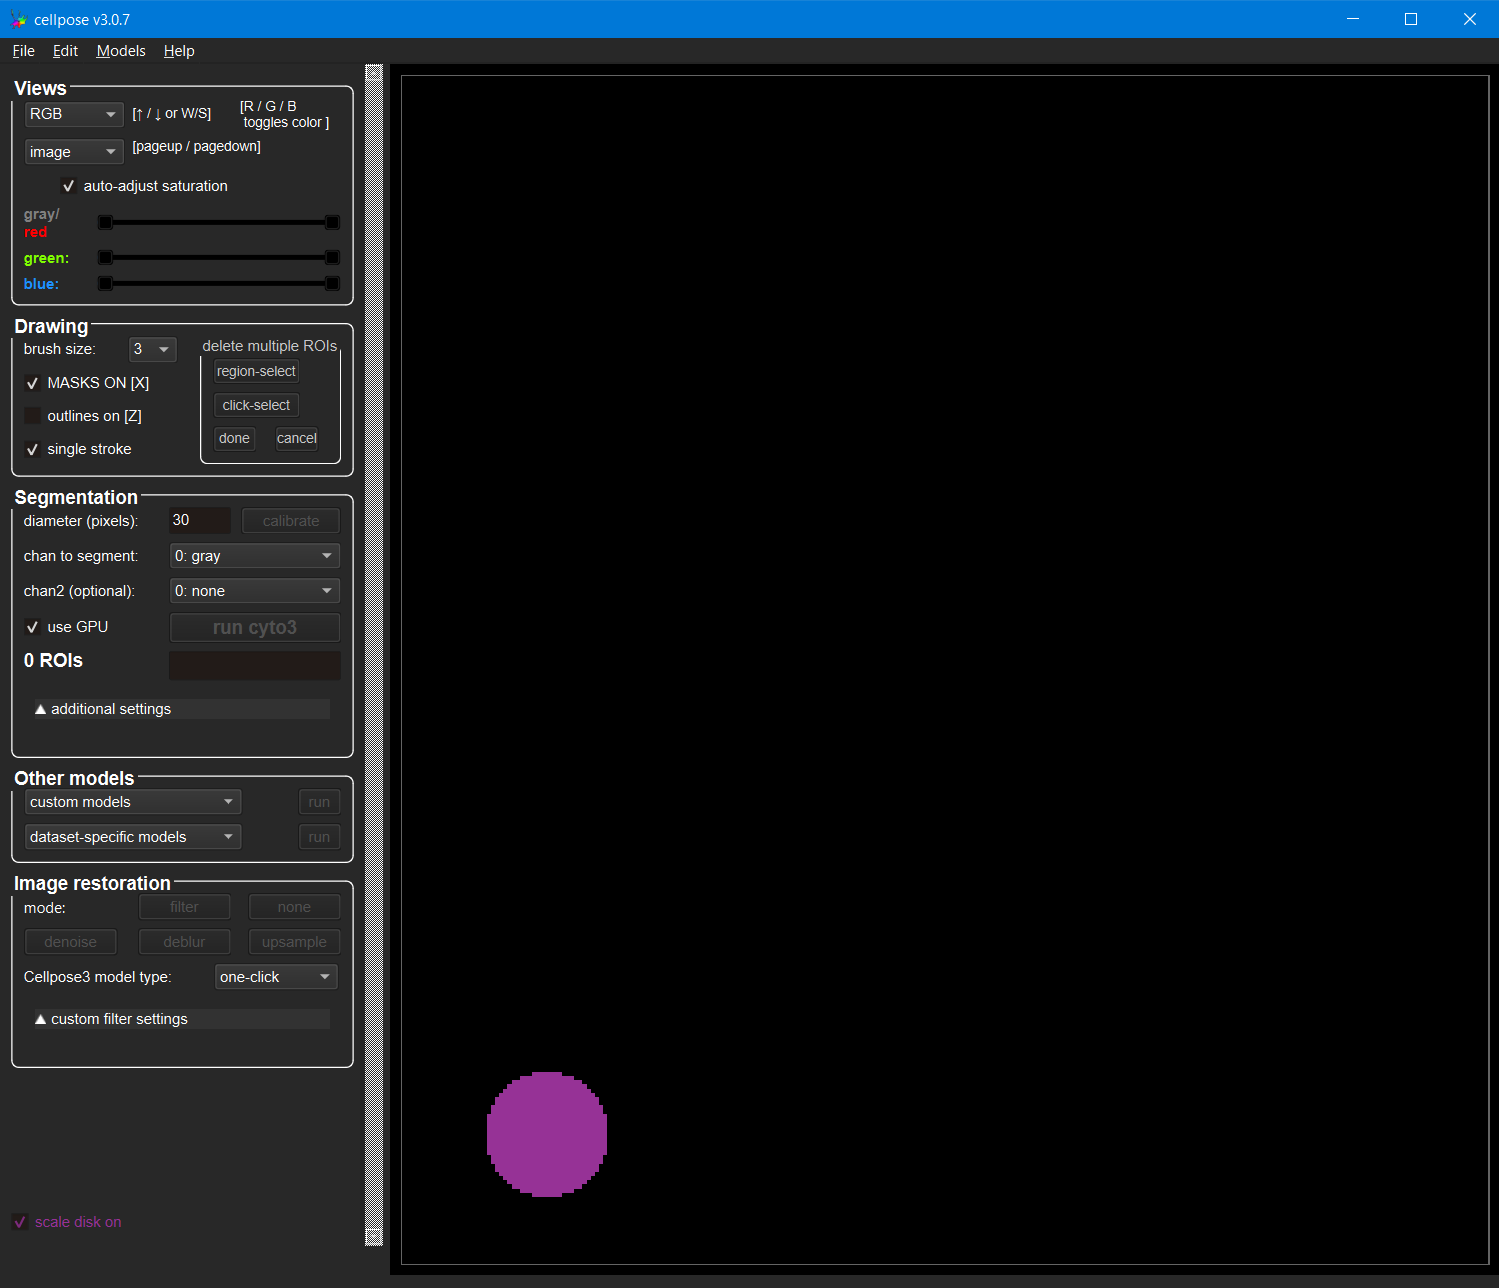 cellpose v3.0.7
File Edit Models Help
Views
RGB [↑ / ↓ or W/S] [R / G / B
toggles color ]
image [pageup / pagedown]
auto-adjust saturation
gray/
red
green:
blue:
Drawing
brush size: 3
MASKS ON [X]
outlines on [Z]
single stroke
delete multiple ROIs
region-select
click-select
done cancel
Segmentation
diameter (pixels): 30 calibrate
chan to segment: 0: gray
chan2 (optional): 0: none
use GPU run cyto3
0 ROIs
▲ additional settings
Other models
custom models run
dataset-specific models run
Image restoration
mode: filter none
denoise deblur upsample
Cellpose3 model type: one-click
▲ custom filter settings
scale disk on